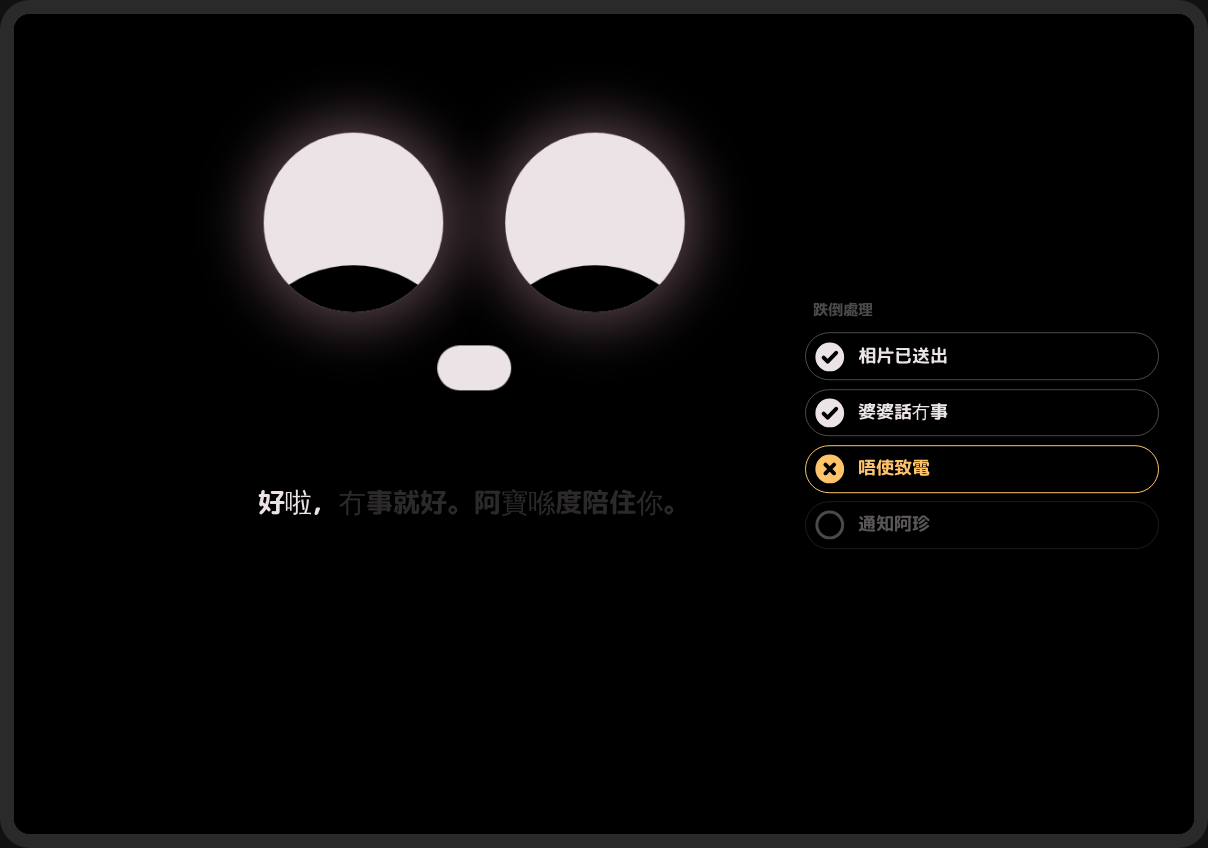 跌倒處理
相片已送出
婆婆話冇事
唔使致電
通知阿珍
好啦，冇事就好。阿寶喺度陪住你。